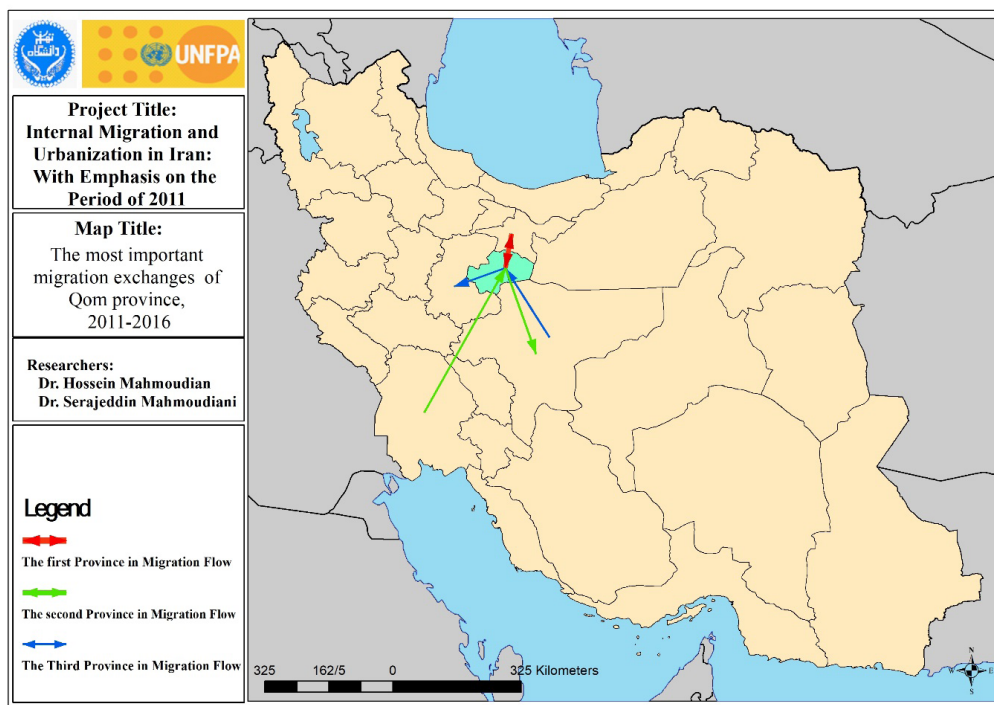 UNFPA
Project Title:
Internal Migration and
Urbanization in Iran:
With Emphasis on the
Period of 2011
Map Title:
The most important
migration exchanges of
Qom province,
2011-2016
Researchers:
Dr. Hossein Mahmoudian
Dr. Serajeddin Mahmoudiani
Legend
The first Province in Migration Flow
The second Province in Migration Flow
The Third Province in Migration Flow
325 162/5 0 325 Kilometers
N
W E
S